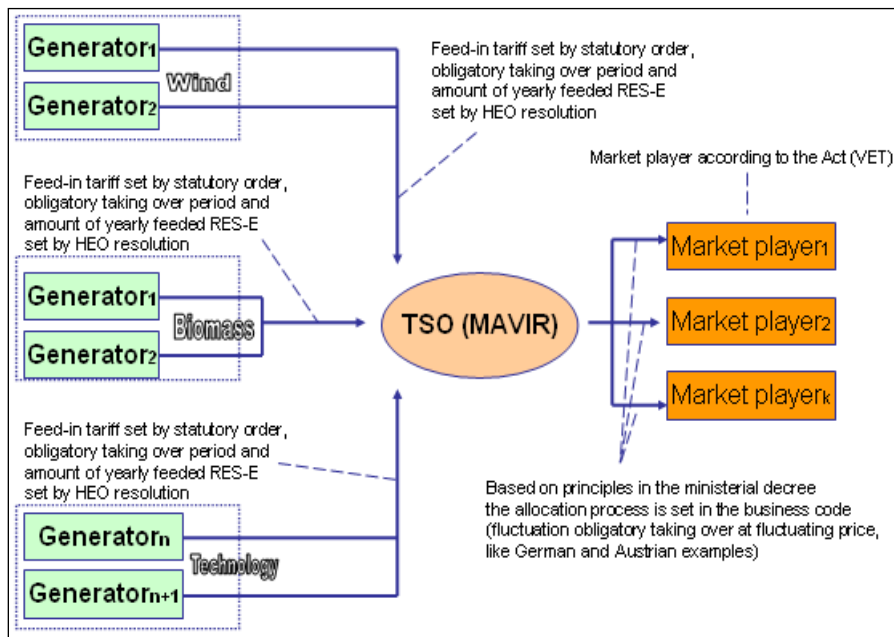 Generator1
Wind
Generator2
Feed-in tariff set by statutory order,
obligatory taking over period and
amount of yearly feeded RES-E
set by HEO resolution
Market player according to the Act (VET)
Feed-in tariff set by statutory order,
obligatory taking over period and
amount of yearly feeded RES-E
set by HEO resolution
Generator1
Biomass
Generator2
TSO (MAVIR)
Market player1
Market player2
Market playerk
Feed-in tariff set by statutory order,
obligatory taking over period and
amount of yearly feeded RES-E
set by HEO resolution
Generatorn
Technology
Generatorn+1
Based on principles in the ministerial decree
the allocation process is set in the business code
(fluctuation obligatory taking over at fluctuating price,
like German and Austrian examples)